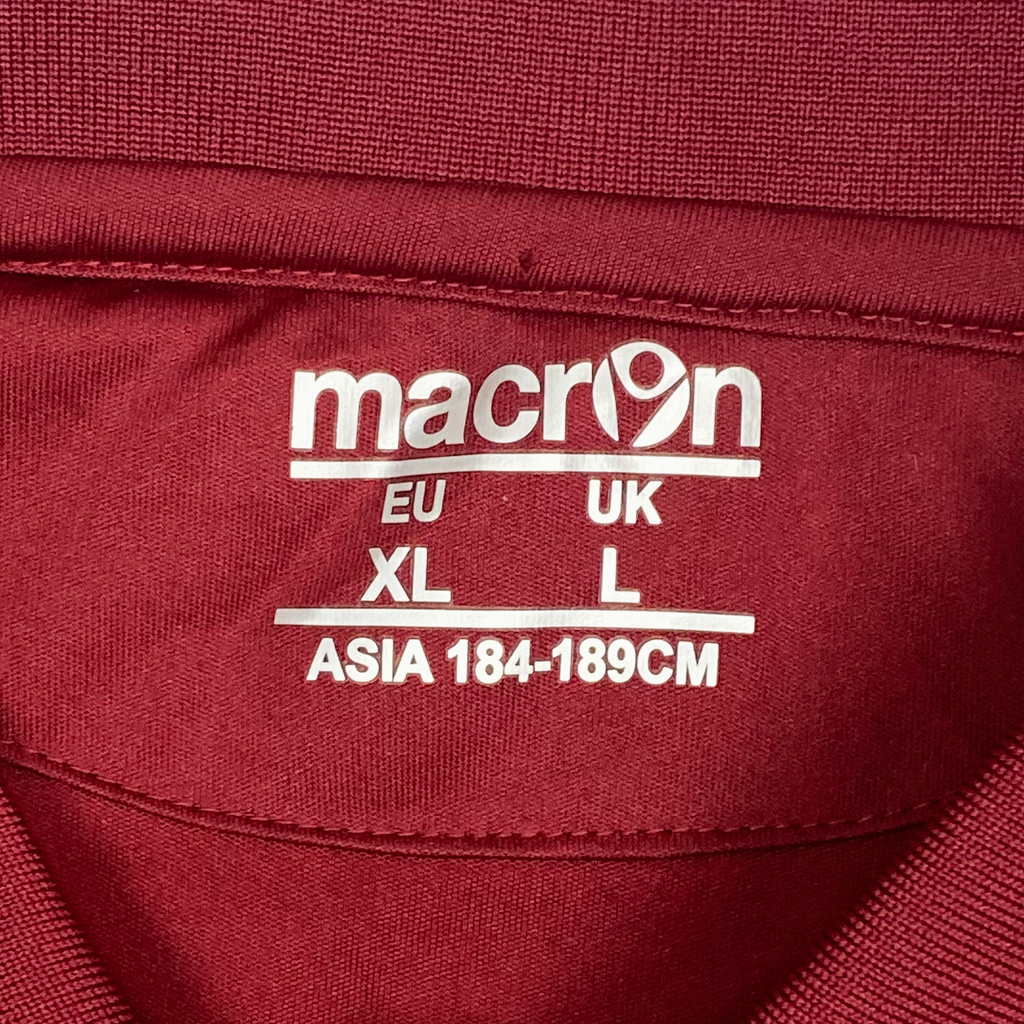 macron
EU UK
XL L
ASIA 184-189CM